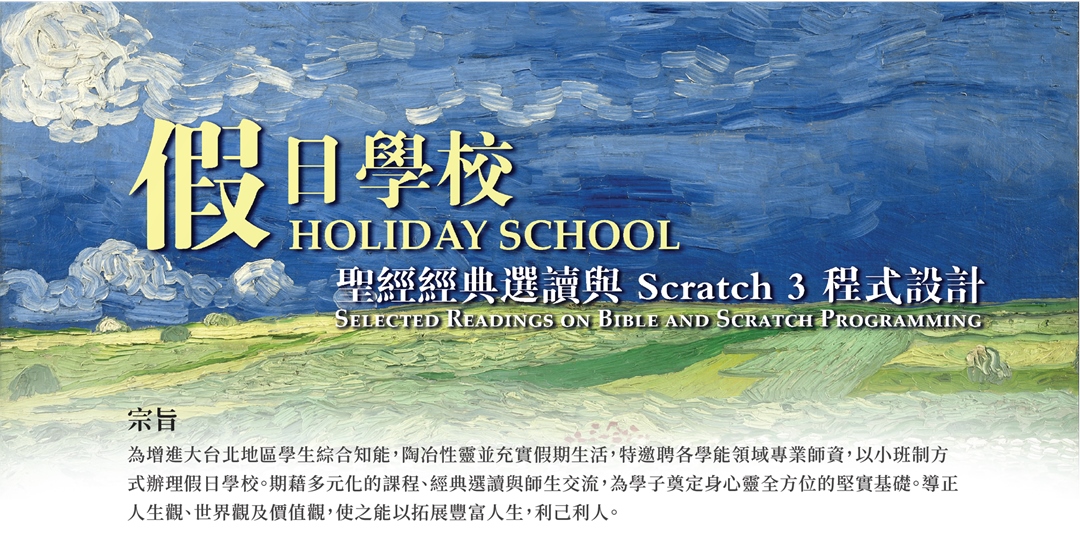 假日學校
HOLIDAY SCHOOL
聖經經典選讀與 Scratch 3 程式設計
SELECTED READINGS ON BIBLE AND SCRATCH PROGRAMMING
宗旨
為增進大台北地區學生綜合知能，陶冶性靈並充實假期生活，特邀聘各學能領域專業師資，以小班制方
式辦理假日學校。期藉多元化的課程、經典選讀與師生交流，為學子奠定身心靈全方位的堅實基礎。導正
人生觀、世界觀及價值觀，使之能以拓展豐富人生，利己利人。